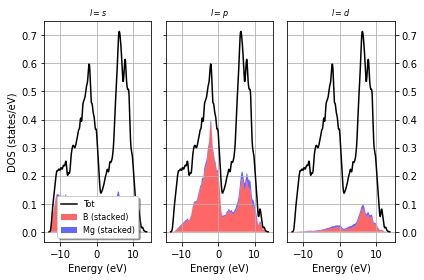 l = s
l = p
l = d
0.7
0.6
0.5
0.4
0.3
0.2
0.1
0.0
DOS (states/eV)
0.7
0.6
0.5
0.4
0.3
0.2
0.1
0.0
Tot
B (stacked)
Mg (stacked)
−10 0 10
−10 0 10
−10 0 10
Energy (eV)
Energy (eV)
Energy (eV)